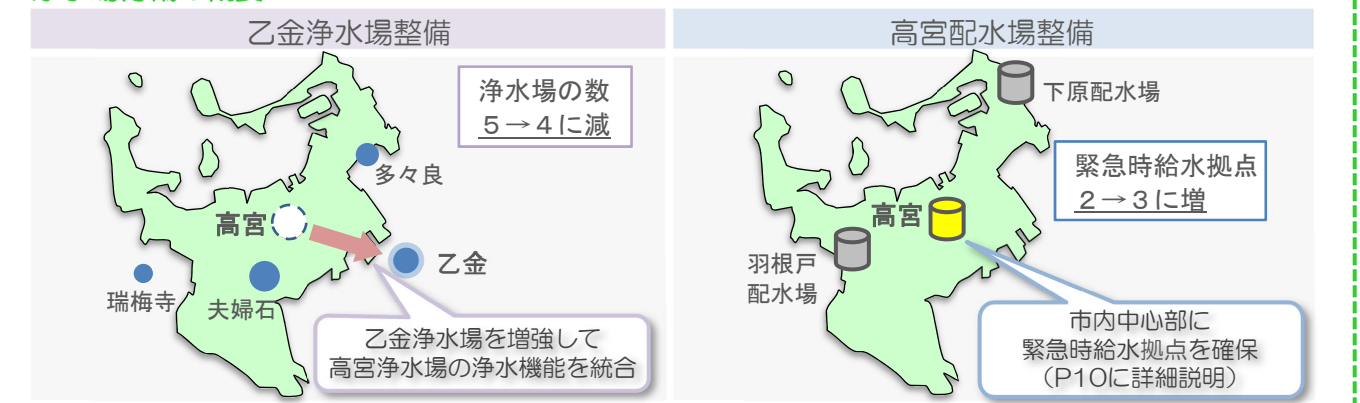 乙金浄水場整備
浄水場の数
5→4に減
多々良
高宮
乙金
瑞梅寺
夫婦石
乙金浄水場を増強して
高宮浄水場の浄水機能を統合
高宮配水場整備
下原配水場
緊急時給水拠点
2→3に増
高宮
羽根戸
配水場
市内中心部に
緊急時給水拠点を確保
（P10に詳細説明）